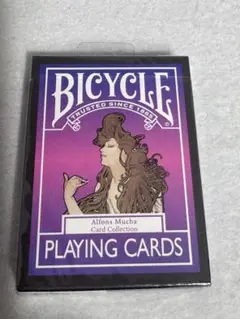 BICYCLE
TRUSTED SINCE 1885
®
Alfons Mucha
Card Collection
PLAYING CARDS